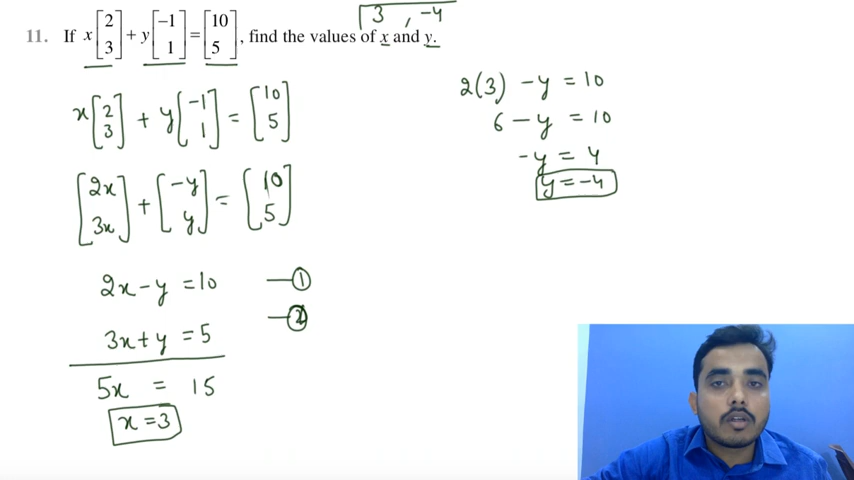 3 , -4
11. If x [2 3] + y [-1 1] = [10 5], find the values of x and y.
x [2 3] + y [-1 1] = [10 5]
[2x 3x] + [-y y] = [10 5]
2x - y = 10 — ①
3x + y = 5 — ②
5x = 15
x = 3
2(3) - y = 10
6 - y = 10
-y = 4
y = -4